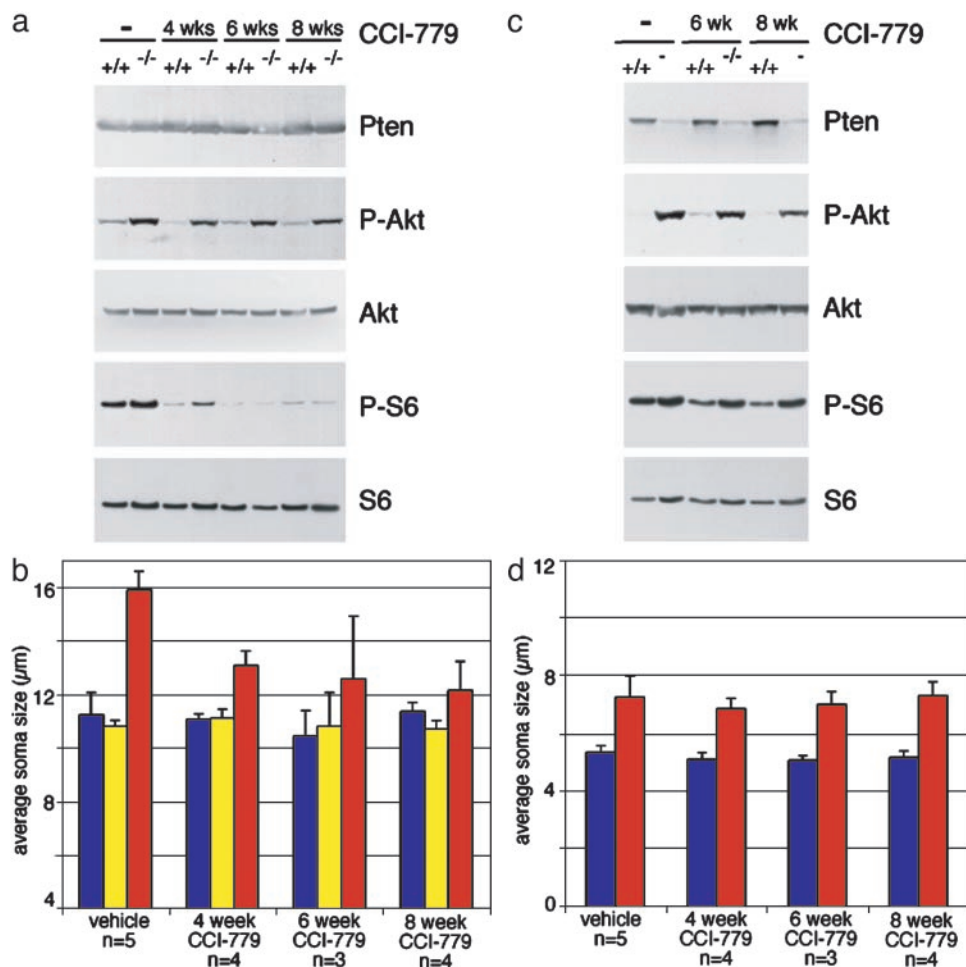 a
- 4 wks 6 wks 8 wks CCI-779
+/+ -/- +/+ -/- +/+ -/- +/+ -/-
Pten
P-Akt
Akt
P-S6
S6
c
- 6 wk 8 wk CCI-779
+/+ - +/+ -/- +/+ -
Pten
P-Akt
Akt
P-S6
S6
b
average soma size (µm)
16
12
8
4
vehicle n=5
4 week CCI-779 n=4
6 week CCI-779 n=3
8 week CCI-779 n=4
d
average soma size (µm)
12
8
4
0
vehicle n=5
4 week CCI-779 n=4
6 week CCI-779 n=3
8 week CCI-779 n=4